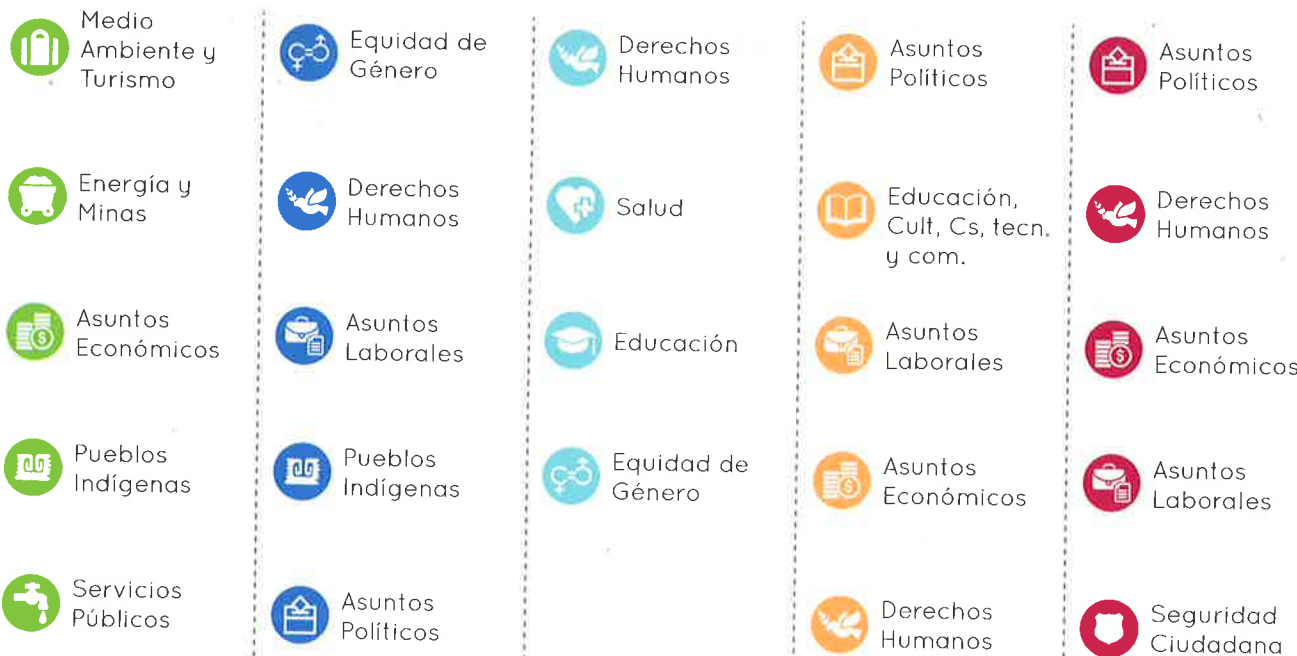 Medio
Ambiente y
Turismo
Energía y
Minas
Asuntos
Económicos
Pueblos
Indígenas
Servicios
Públicos
Equidad de
Género
Derechos
Humanos
Asuntos
Laborales
Pueblos
Indígenas
Asuntos
Políticos
Derechos
Humanos
Salud
Educación
Equidad de
Género
Asuntos
Políticos
Educación,
Cult, Cs, tecn.
y com.
Asuntos
Laborales
Asuntos
Económicos
Derechos
Humanos
Asuntos
Políticos
Derechos
Humanos
Asuntos
Económicos
Asuntos
Laborales
Seguridad
Ciudadana